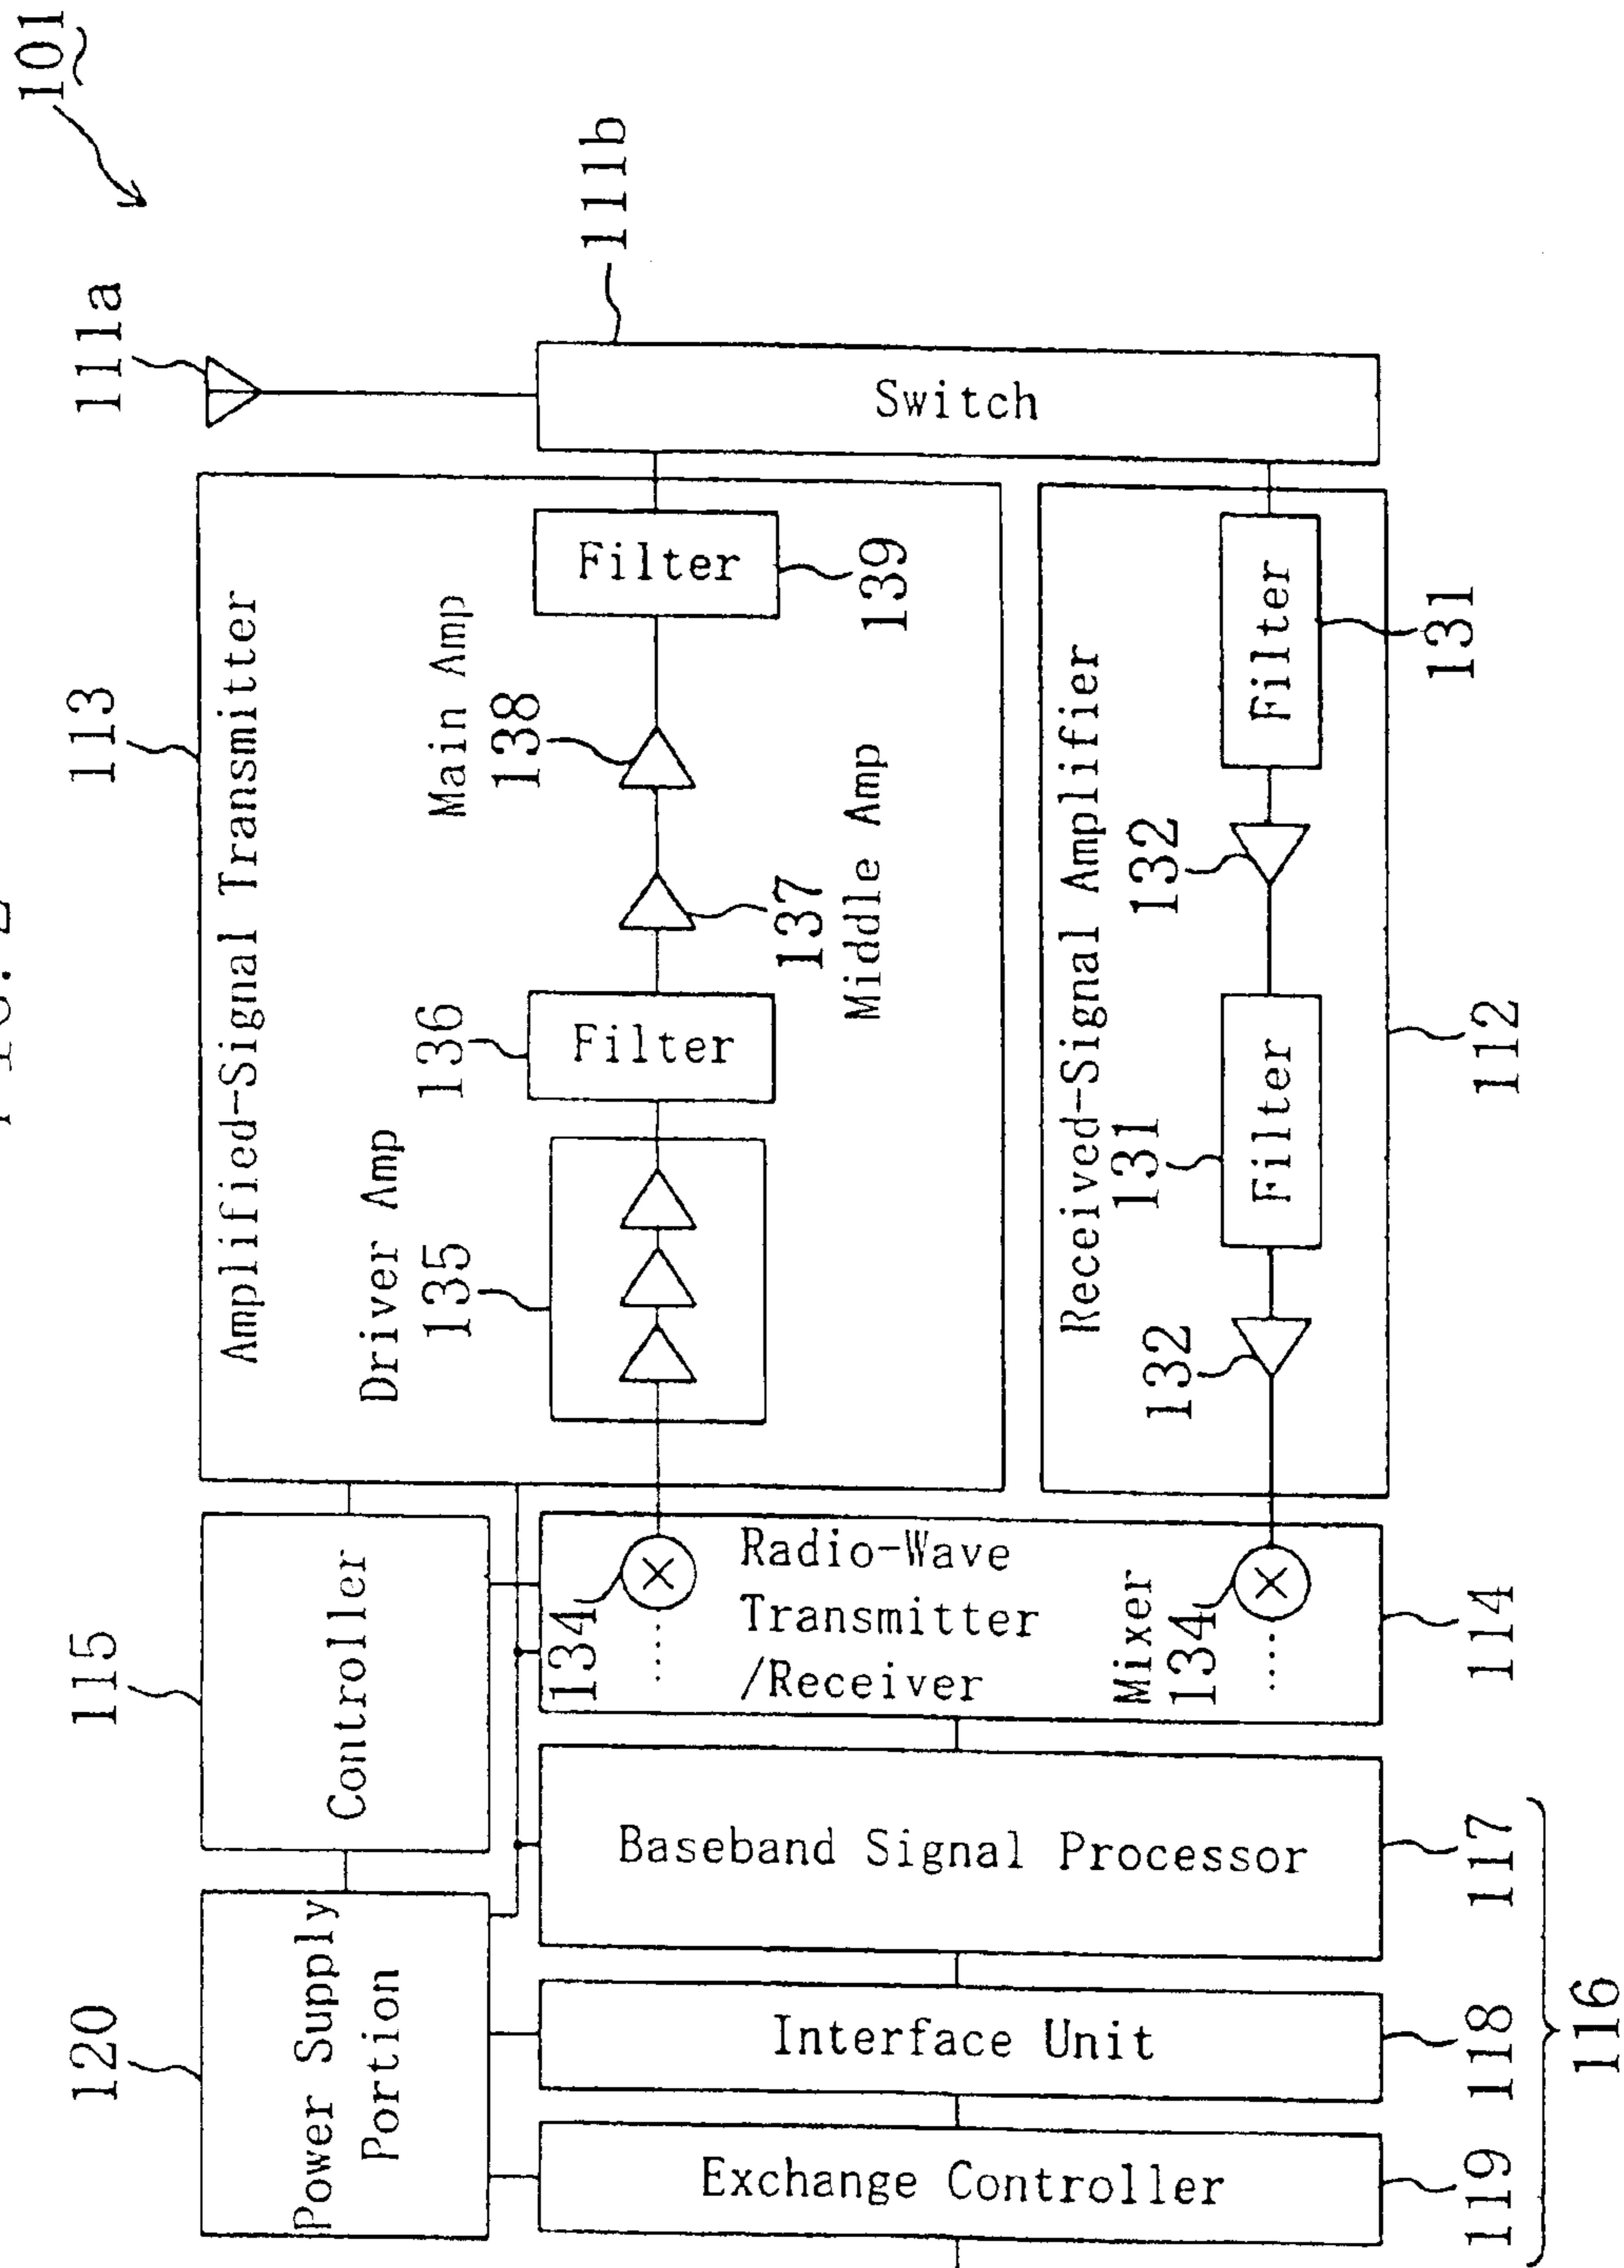 FIG. 2
101
111a
111b
Switch
113
Amplified-Signal Transmitter
Main Amp
138
Filter
139
137
Middle Amp
136
Filter
Driver Amp
135
Received-Signal Amplifier
Filter
131
132
131
Filter
132
112
115
Controller
134
Radio-Wave
Transmitter
/Receiver
Mixer
134
114
120
Power Supply
Portion
Baseband Signal Processor
117
Interface Unit
118
Exchange Controller
119
116